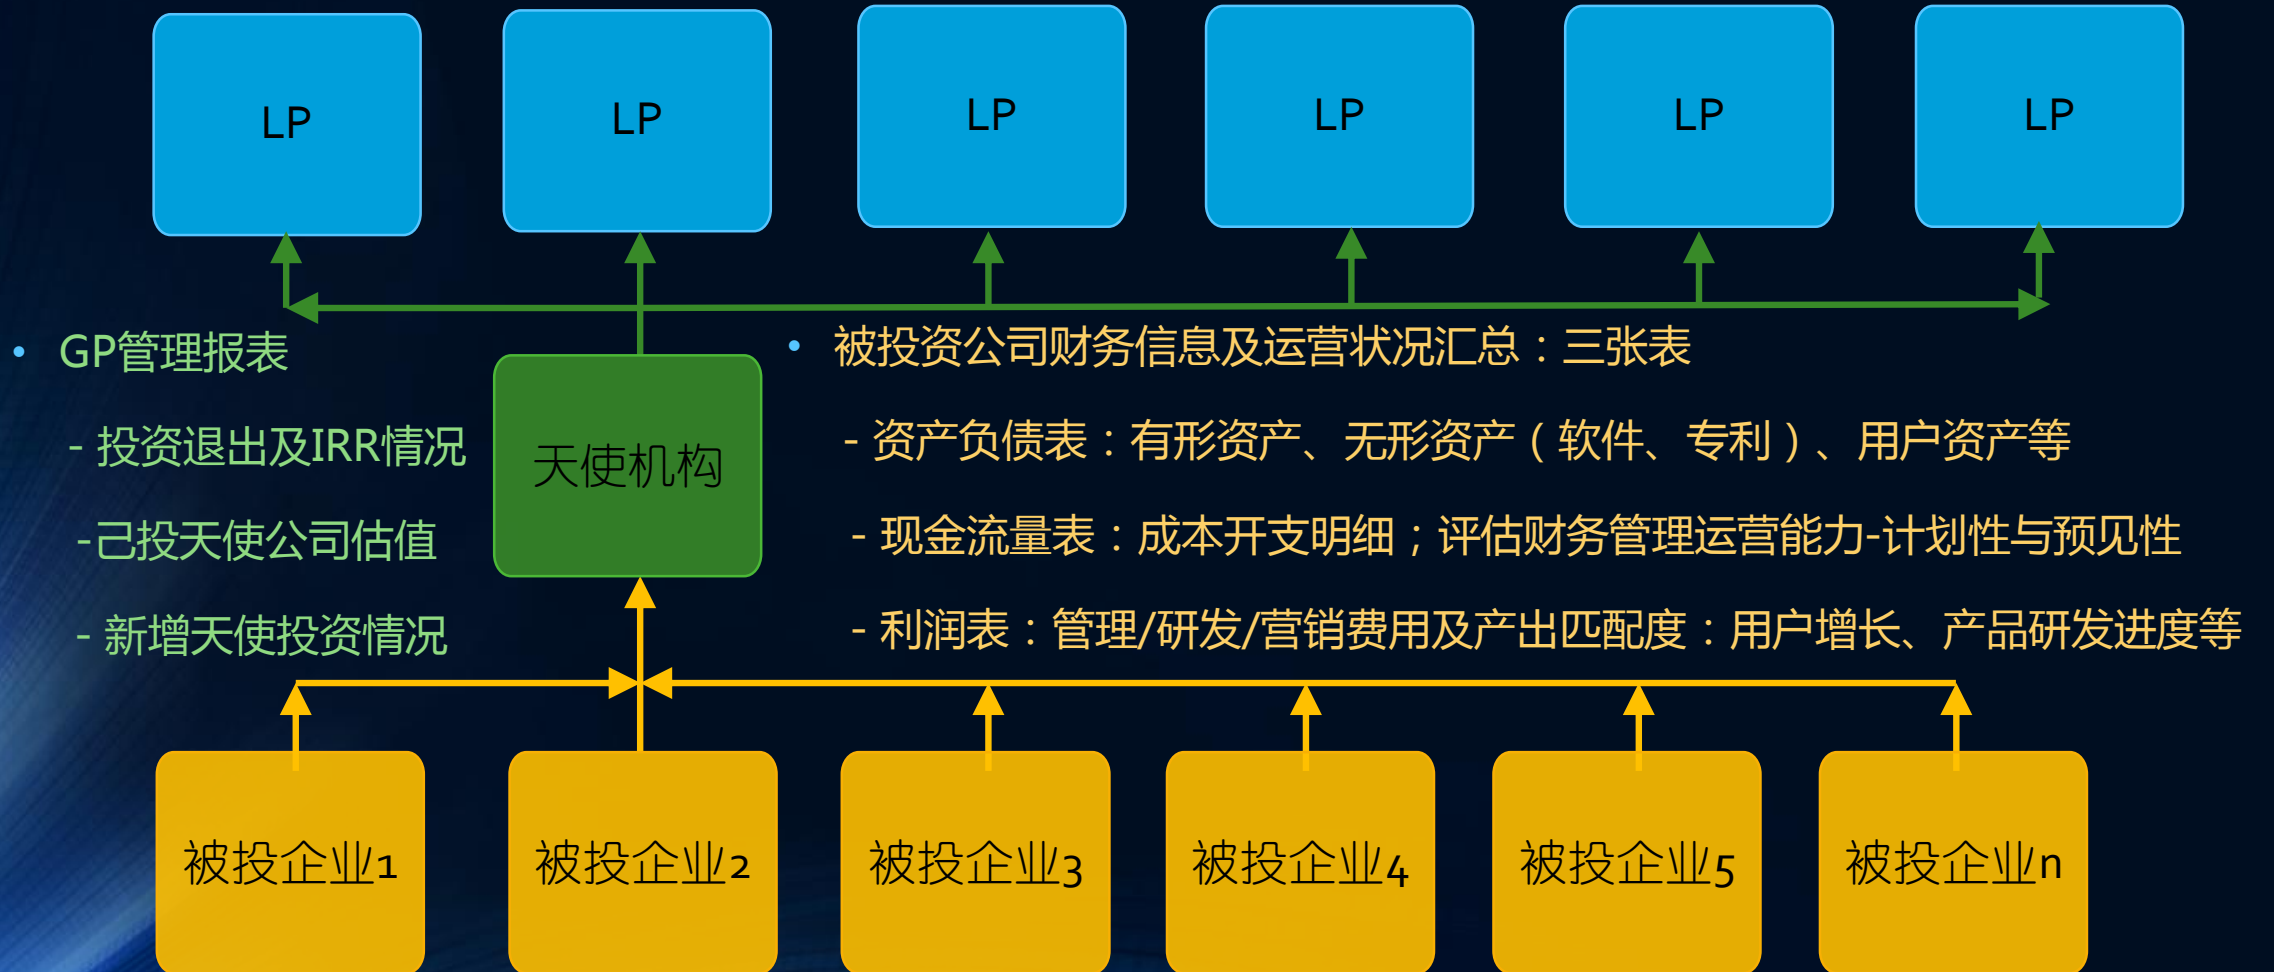 LP
LP
LP
LP
LP
LP
• GP管理报表
- 投资退出及IRR情况
-己投天使公司估值
- 新增天使投资情况
天使机构
• 被投资公司财务信息及运营状况汇总：三张表
- 资产负债表：有形资产、无形资产（软件、专利）、用户资产等
- 现金流量表：成本开支明细；评估财务管理运营能力-计划性与预见性
- 利润表：管理/研发/营销费用及产出匹配度：用户增长、产品研发进度等
被投企业1
被投企业2
被投企业3
被投企业4
被投企业5
被投企业n